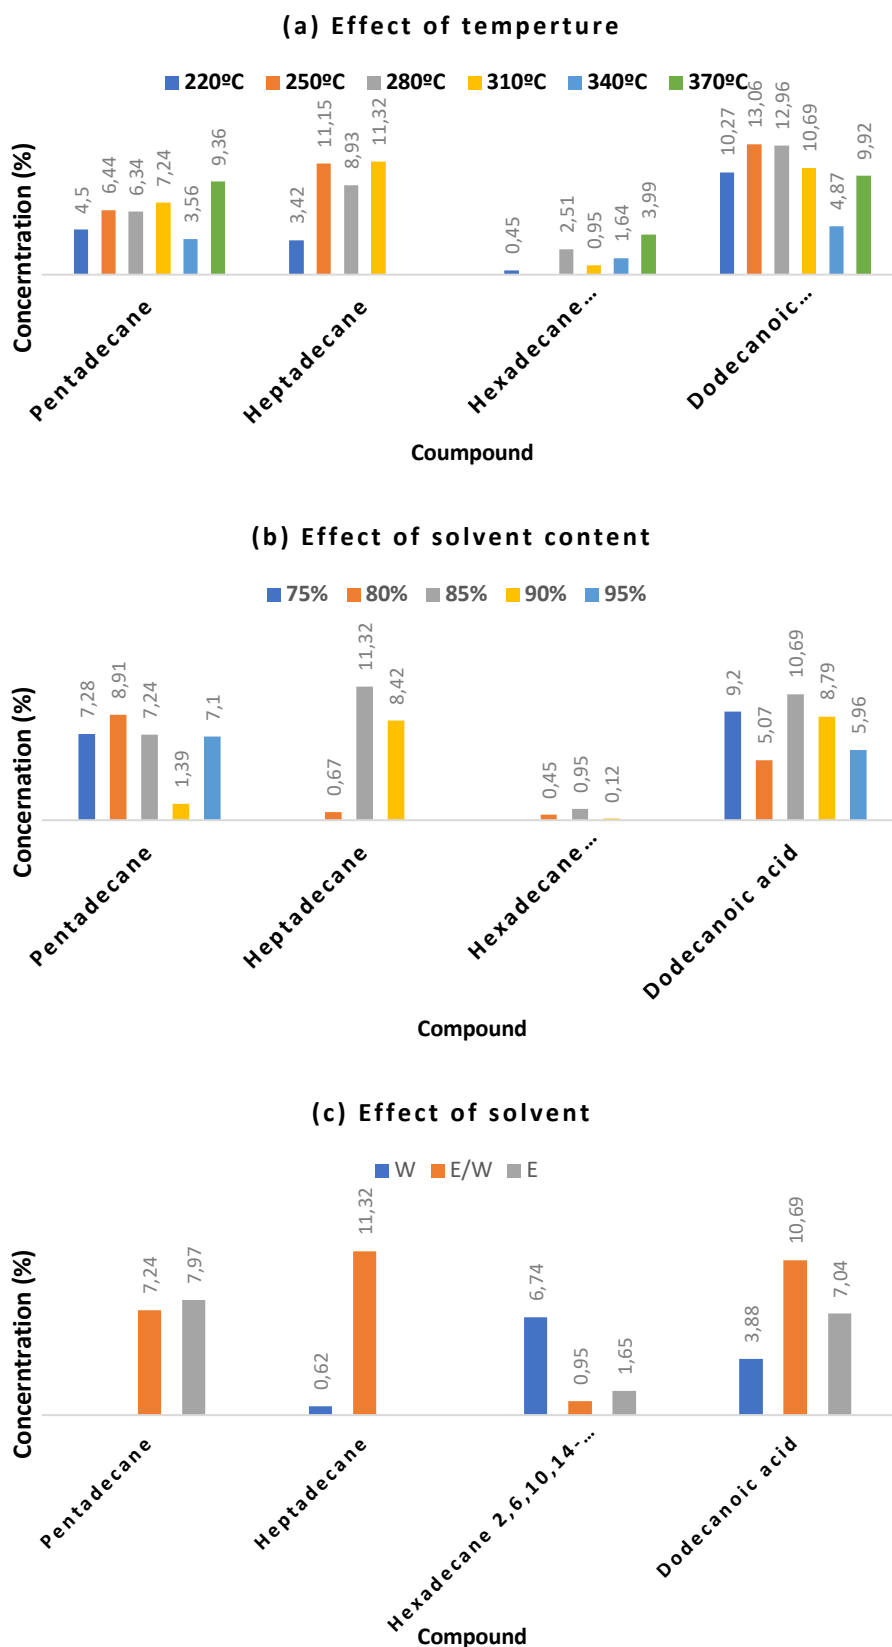 (a) Effect of temperture
220ºC 250ºC 280ºC 310ºC 340ºC 370ºC
Concerntration (%)
4,5 6,44 6,34 7,24 3,56 9,36
3,42 11,15 8,93 11,32
0,45 2,51 0,95 1,64 3,99
10,27 13,06 12,96 10,69 4,87 9,92
Pentadecane
Heptadecane
Hexadecane...
Dodecanoic...
Coumpound
(b) Effect of solvent content
75% 80% 85% 90% 95%
Concernation (%)
7,28 8,91 7,24 1,39 7,1
0,67 11,32 8,42
0,45 0,95 0,12
9,2 5,07 10,69 8,79 5,96
Pentadecane
Heptadecane
Hexadecane...
Dodecanoic acid
Compound
(c) Effect of solvent
W E/W E
Concerntration (%)
7,24 7,97
0,62 11,32
6,74 0,95 1,65
3,88 10,69 7,04
Pentadecane
Heptadecane
Hexadecane 2,6,10,14-...
Dodecanoic acid
Compound